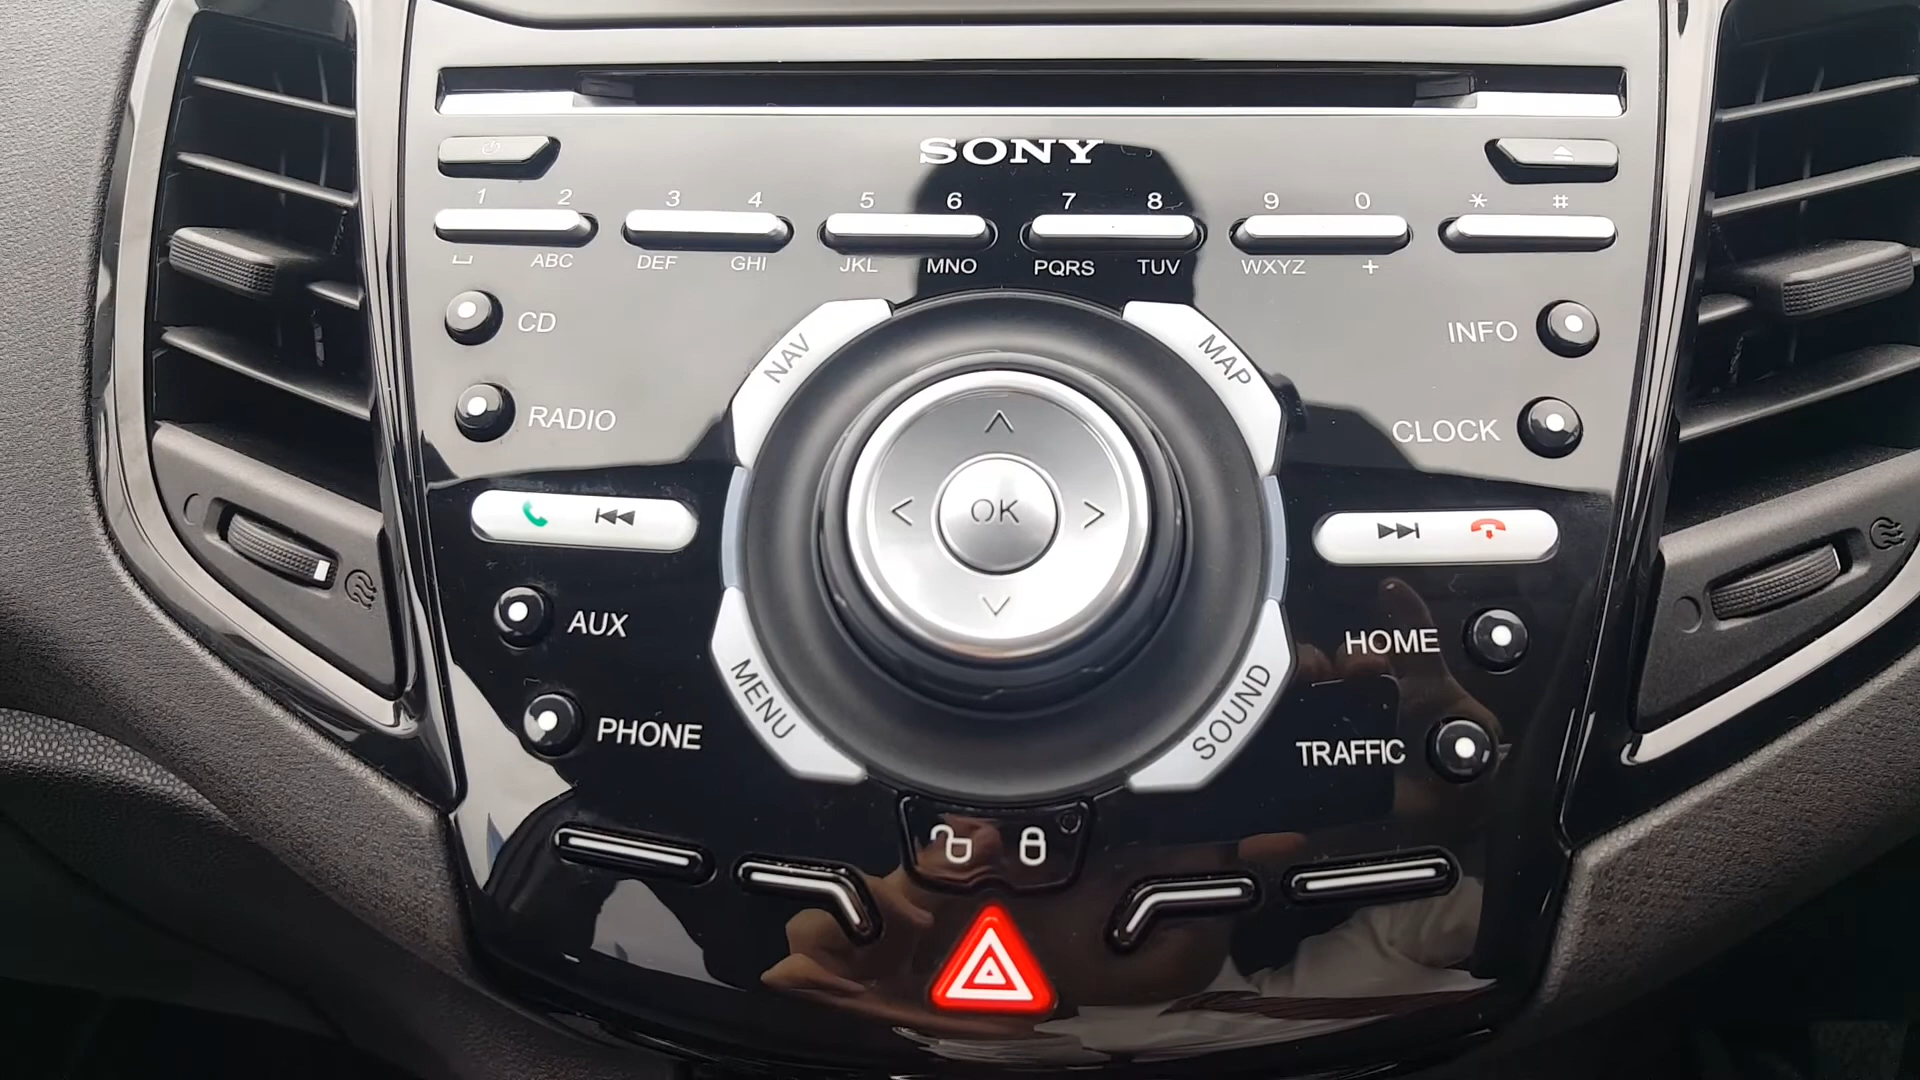 SONY
1 2 3 4 5 6 7 8 9 0 * #
ABC DEF GHI JKL MNO PQRS TUV WXYZ +
CD
NAV
MAP
INFO
RADIO
CLOCK
OK
AUX
HOME
PHONE
MENU
SOUND
TRAFFIC